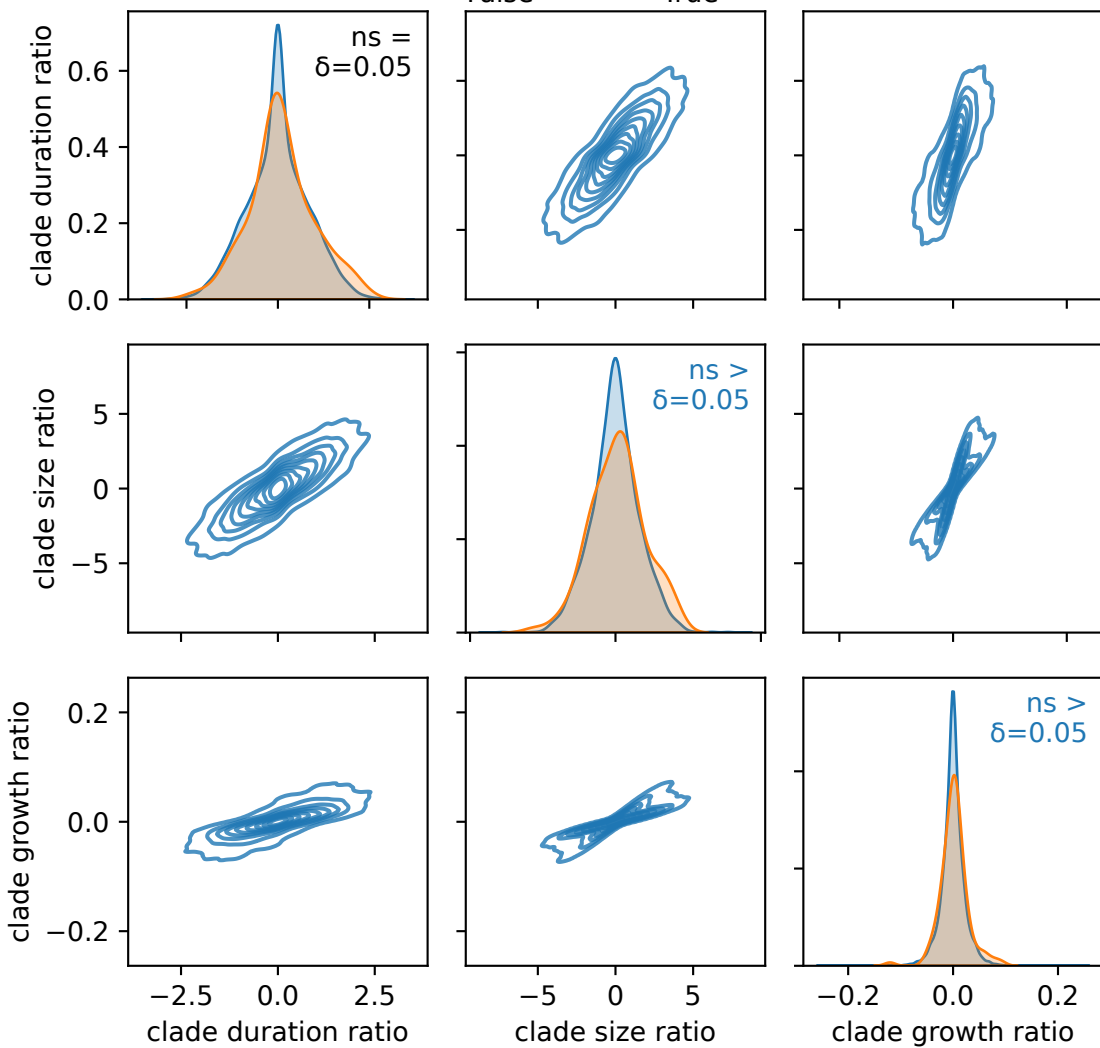 clade duration ratio
0.6
0.4
0.2
0.0
ns =
δ=0.05
clade size ratio
5
0
−5
ns >
δ=0.05
clade growth ratio
0.2
0.0
−0.2
ns >
δ=0.05
−2.5 0.0 2.5
−5 0 5
−0.2 0.0 0.2
clade duration ratio
clade size ratio
clade growth ratio